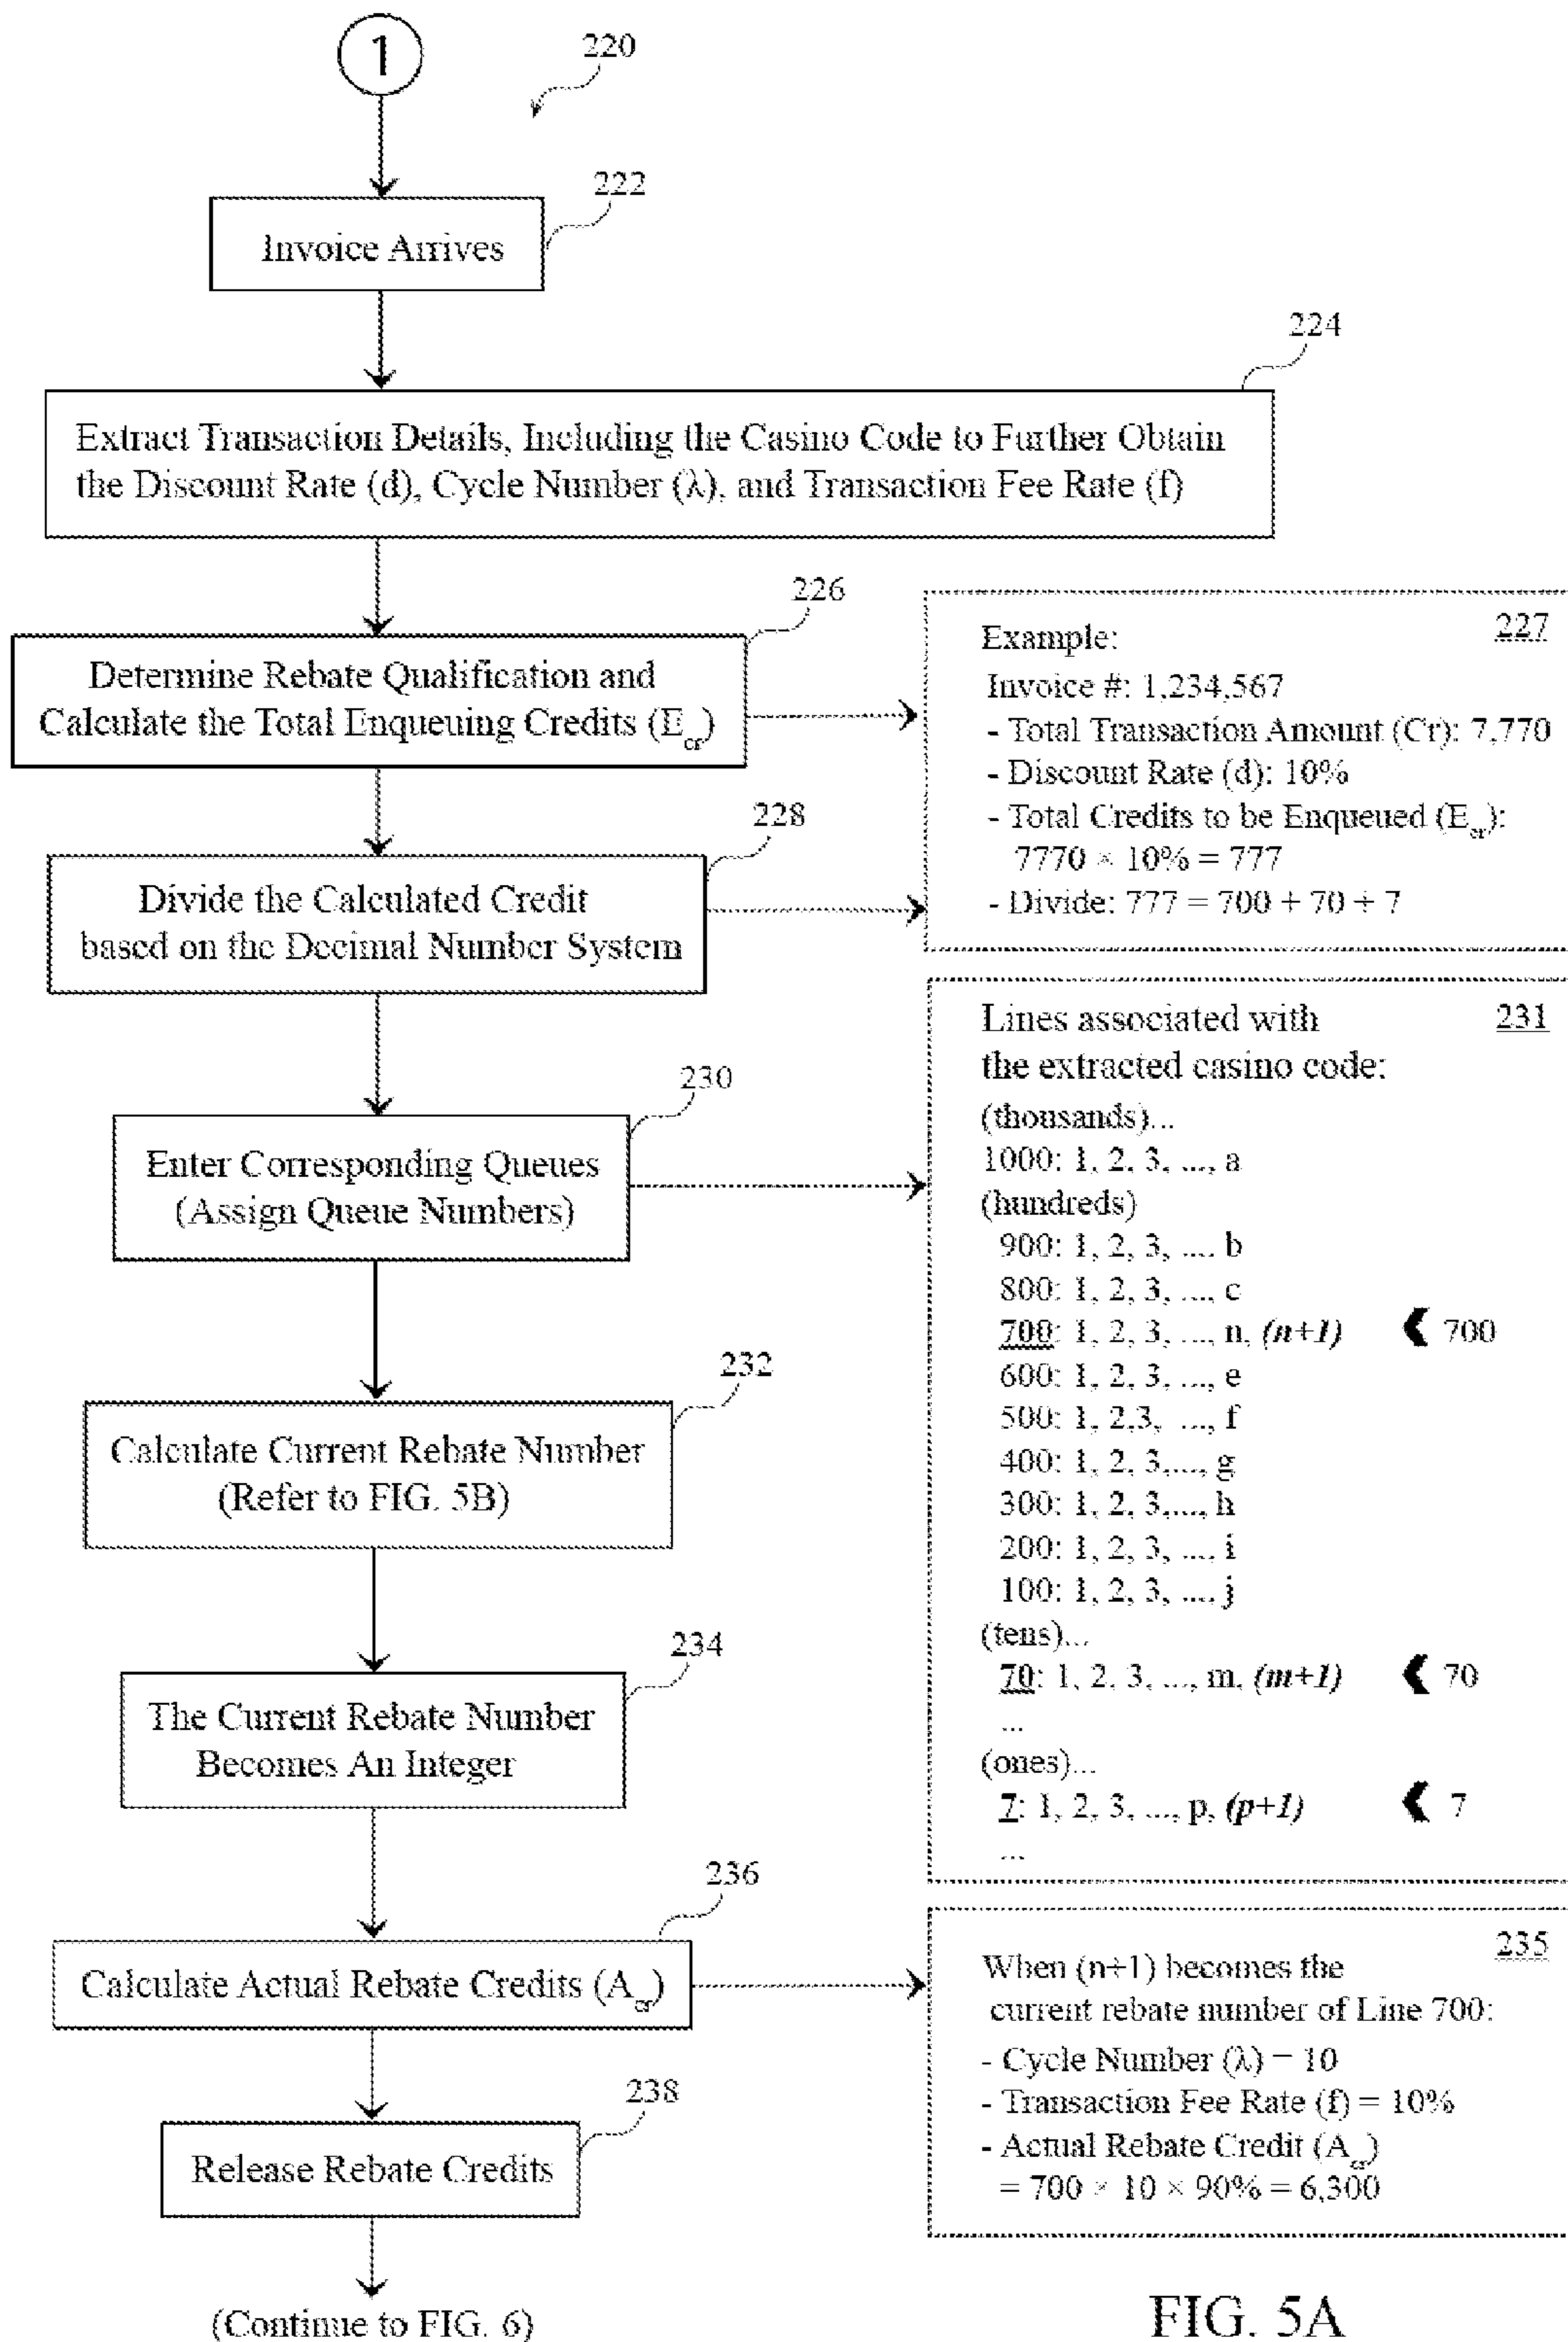 1
220
222
Invoice Arrives
224
Extract Transaction Details, Including the Casino Code to Further Obtain
the Discount Rate (d), Cycle Number (λ), and Transaction Fee Rate (f)
226
Determine Rebate Qualification and
Calculate the Total Enqueuing Credits (E_cr)
227
Example:
Invoice #: 1,234,567
- Total Transaction Amount (Cr): 7,770
- Discount Rate (d): 10%
- Total Credits to be Enqueued (E_cr):
7770 × 10% = 777
- Divide: 777 = 700 + 70 + 7
228
Divide the Calculated Credit
based on the Decimal Number System
230
Enter Corresponding Queues
(Assign Queue Numbers)
231
Lines associated with
the extracted casino code:
(thousands)...
1000: 1, 2, 3, ..., a
(hundreds)
900: 1, 2, 3, ..., b
800: 1, 2, 3, ..., c
700: 1, 2, 3, ..., n, (n+1) ❮ 700
600: 1, 2, 3, ..., e
500: 1, 2,3, ..., f
400: 1, 2, 3,..., g
300: 1, 2, 3,..., h
200: 1, 2, 3, ..., i
100: 1, 2, 3, ..., j
(tens)...
70: 1, 2, 3, ..., m, (m+1) ❮ 70
...
(ones)...
7: 1, 2, 3, ..., p, (p+1) ❮ 7
...
232
Calculate Current Rebate Number
(Refer to FIG. 5B)
234
The Current Rebate Number
Becomes An Integer
236
Calculate Actual Rebate Credits (A_cr)
235
When (n+1) becomes the
current rebate number of Line 700:
- Cycle Number (λ) = 10
- Transaction Fee Rate (f) = 10%
- Actual Rebate Credit (A_cr)
= 700 × 10 × 90% = 6,300
238
Release Rebate Credits
(Continue to FIG. 6)
FIG. 5A